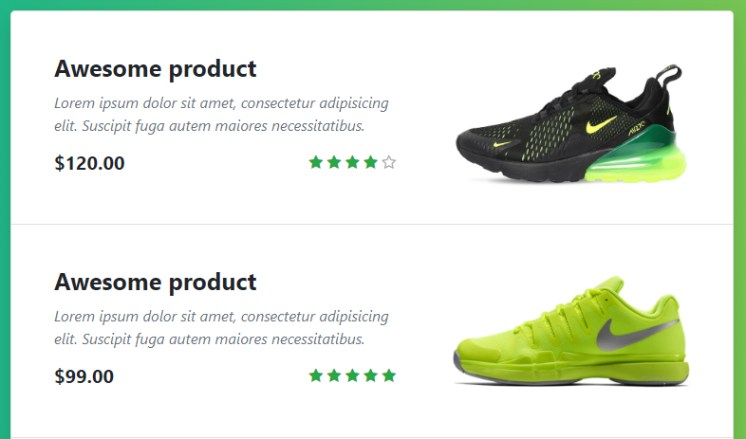 Awesome product
Lorem ipsum dolor sit amet, consectetur adipisicing
elit. Suscipit fuga autem maiores necessitatibus.
$120.00
Awesome product
Lorem ipsum dolor sit amet, consectetur adipisicing
elit. Suscipit fuga autem maiores necessitatibus.
$99.00